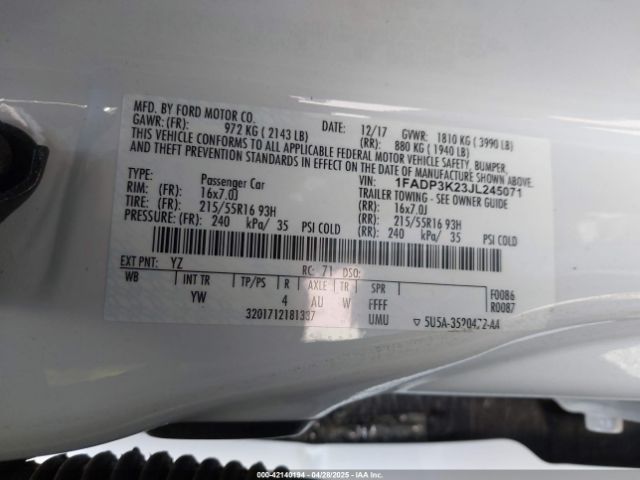 MFD. BY FORD MOTOR CO.
DATE: 12/17 GVWR: 1810 KG ( 3990 LB)
GAWR: (FR): 972 KG ( 2143 LB) (RR): 880 KG ( 1940 LB)
THIS VEHICLE CONFORMS TO ALL APPLICABLE FEDERAL MOTOR VEHICLE SAFETY, BUMPER,
AND THEFT PREVENTION STANDARDS IN EFFECT ON THE DATE OF MANUFACTURE SHOWN ABOVE.
VIN: 1FADP3K23JL245071
TYPE: Passenger Car TRAILER TOWING - SEE OWNER GUIDE
RIM: (FR): 16x7.0J (RR): 16x7.0J
TIRE: (FR): 215/55R16 93H (RR): 215/55R16 93H
PRESSURE: (FR): 240 kPa/ 35 PSI COLD (RR): 240 kPa/ 35 PSI COLD
EXT PNT: YZ RC: 71 DSO:
WB INT TR TP/PS R AXLE TR SPR F0086
YW 4 AU W FFFF R0087
3201712181337 UMU ▽ 5U5A-3520472-AA
000-42140194 - 04/28/2025 - IAA